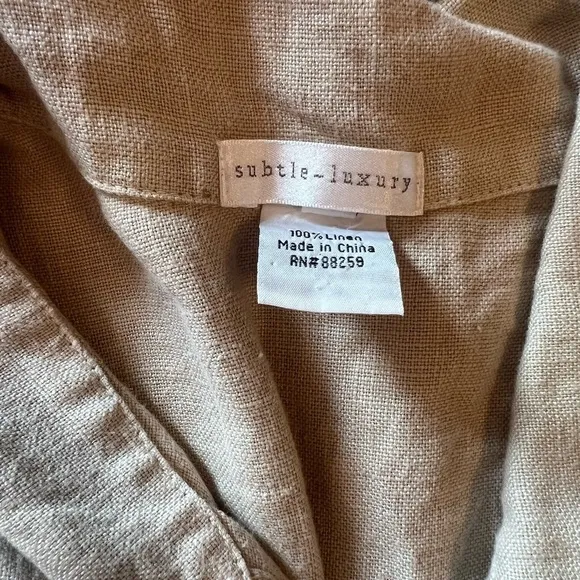 subtle~luxury
100% Linen
Made in China
RN#88259